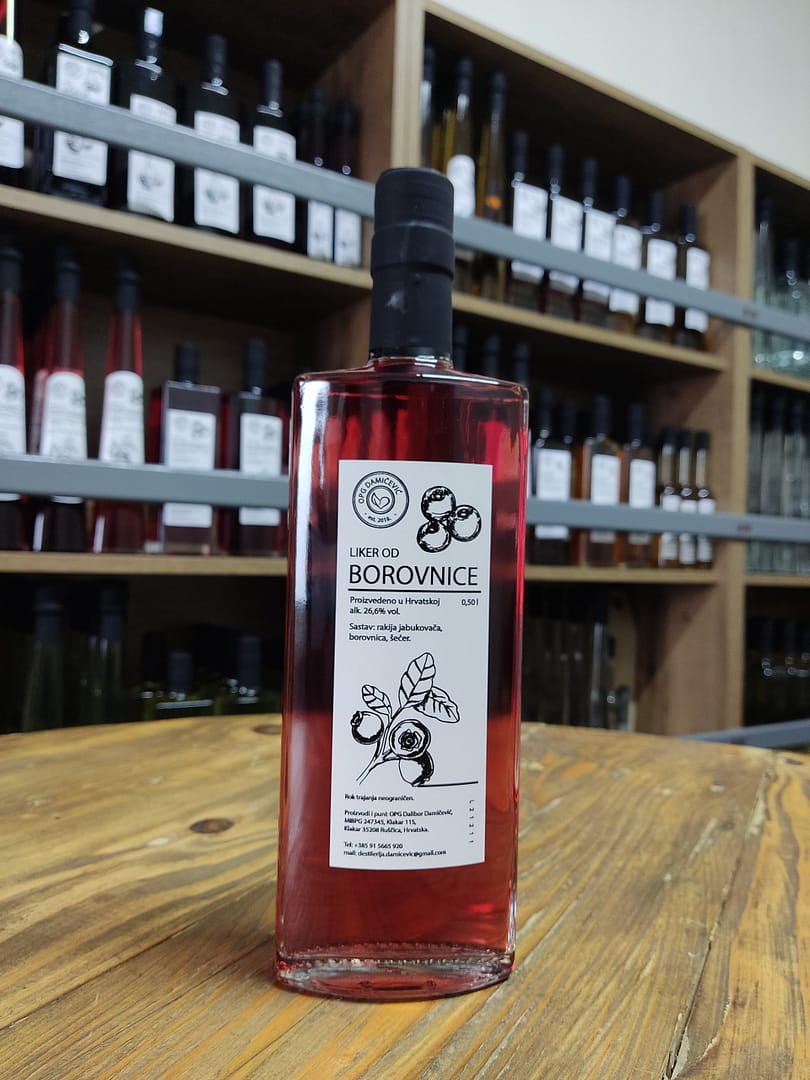 OPG DAMIČEVIĆ
est. 2018.
LIKER OD
BOROVNICE
Proizvedeno u Hrvatskoj 0,50 l
alk. 26,6% vol.
Sastav: rakija jabukovača,
borovnica, šećer.
Rok trajanja neograničen.
Proizvodi i puni: OPG Dalibor Damičević,
MIBPG 247345, Klakar 115,
Klakar 35208 Ruščica, Hrvatska.
Tel: +385 91 5665 920
mail: destilerija.damicevic@gmail.com
L21211